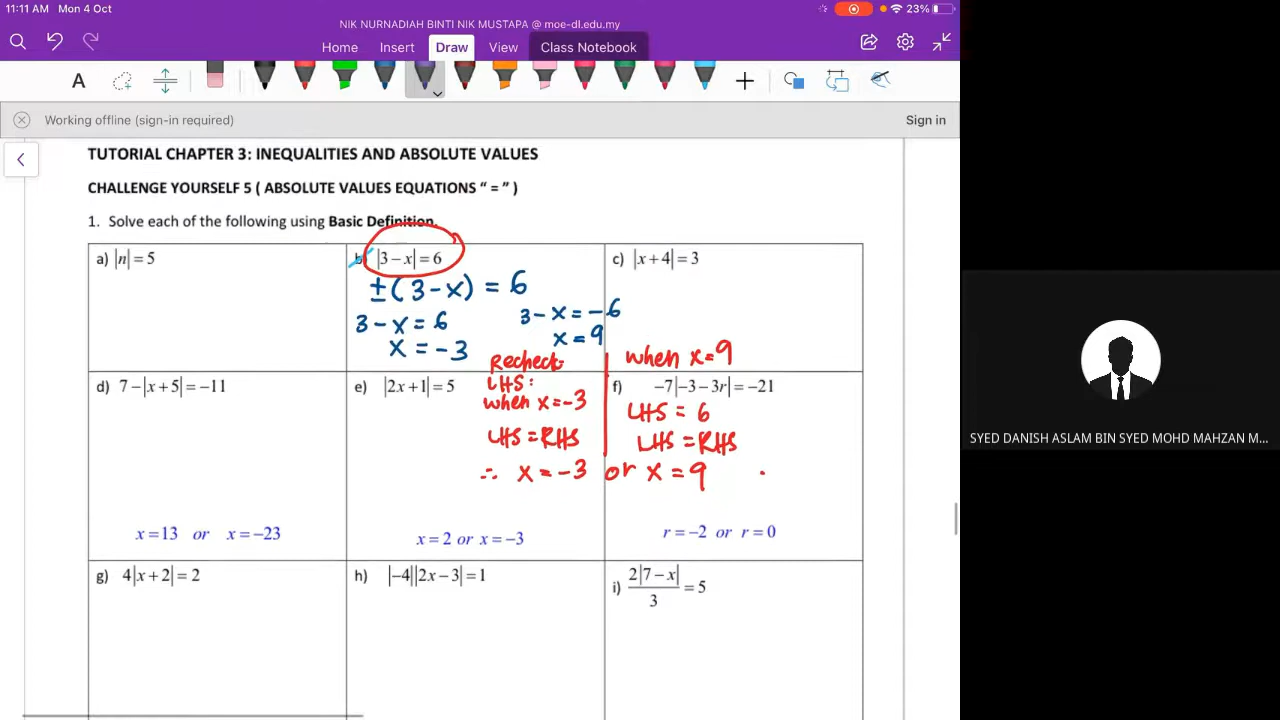 11:11 AM Mon 4 Oct
23%
NIK NURNADIAH BINTI NIK MUSTAPA @ moe-dl.edu.my
Home Insert Draw View Class Notebook
A
Working offline (sign-in required)
Sign in
TUTORIAL CHAPTER 3: INEQUALITIES AND ABSOLUTE VALUES
CHALLENGE YOURSELF 5 ( ABSOLUTE VALUES EQUATIONS “ = ” )
1. Solve each of the following using Basic Definition.
a) |n| = 5
b) |3 − x| = 6
±(3 − x) = 6
3 − x = 6
x = −3
3 − x = −6
x = 9
c) |x + 4| = 3
Recheck:
LHS:
when x = −3
LHS = RHS
when x = 9
LHS = 6
LHS = RHS
∴ x = −3 or x = 9
d) 7 − |x + 5| = −11
x = 13 or x = −23
e) |2x + 1| = 5
x = 2 or x = −3
f) −7|−3 − 3r| = −21
r = −2 or r = 0
g) 4|x + 2| = 2
h) |−4||2x − 3| = 1
i) 2|7 − x|/3 = 5
SYED DANISH ASLAM BIN SYED MOHD MAHZAN M...